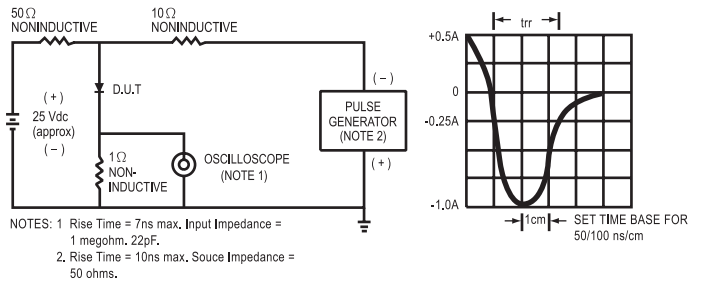 50Ω
NONINDUCTIVE
10Ω
NONINDUCTIVE
(+)
25 Vdc
(approx)
(−)
D.U.T
1Ω
NON-
INDUCTIVE
OSCILLOSCOPE
(NOTE 1)
(−)
PULSE
GENERATOR
(NOTE 2)
(+)
NOTES: 1 Rise Time = 7ns max. Input Impedance =
1 megohm. 22pF.
2. Rise Time = 10ns max. Souce Impedance =
50 ohms.
trr
+0.5A
0
-0.25A
-1.0A
1cm
SET TIME BASE FOR
50/100 ns/cm